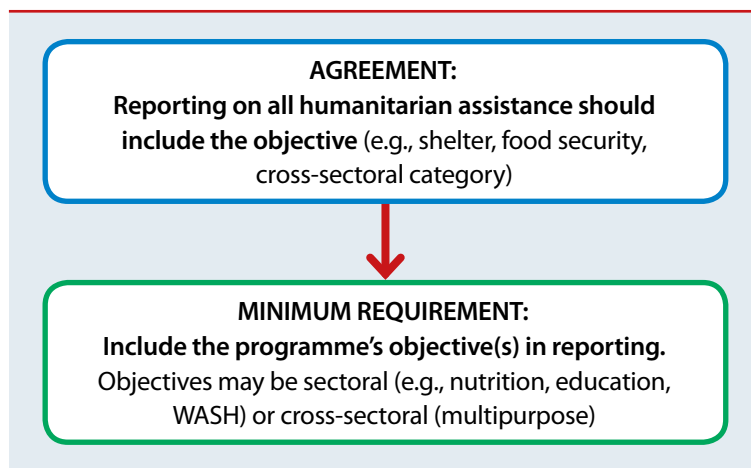 AGREEMENT:
Reporting on all humanitarian assistance should
include the objective (e.g., shelter, food security,
cross-sectoral category)
MINIMUM REQUIREMENT:
Include the programme’s objective(s) in reporting.
Objectives may be sectoral (e.g., nutrition, education,
WASH) or cross-sectoral (multipurpose)